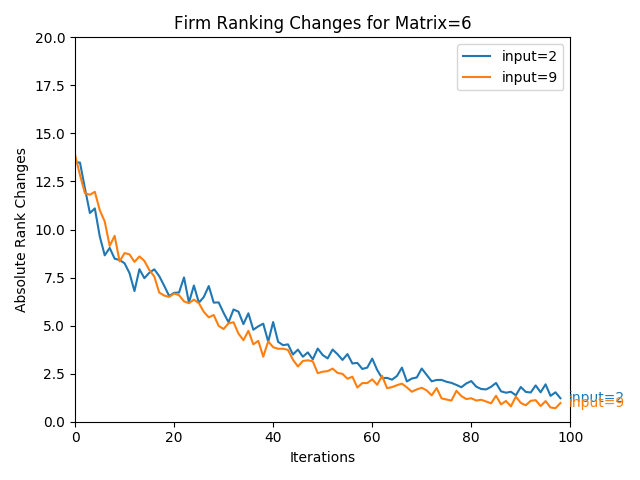 Firm Ranking Changes for Matrix=6
20.0
17.5
15.0
12.5
10.0
7.5
5.0
2.5
0.0
Absolute Rank Changes
input=2
input=9
input=2
input=9
0 20 40 60 80 100
Iterations